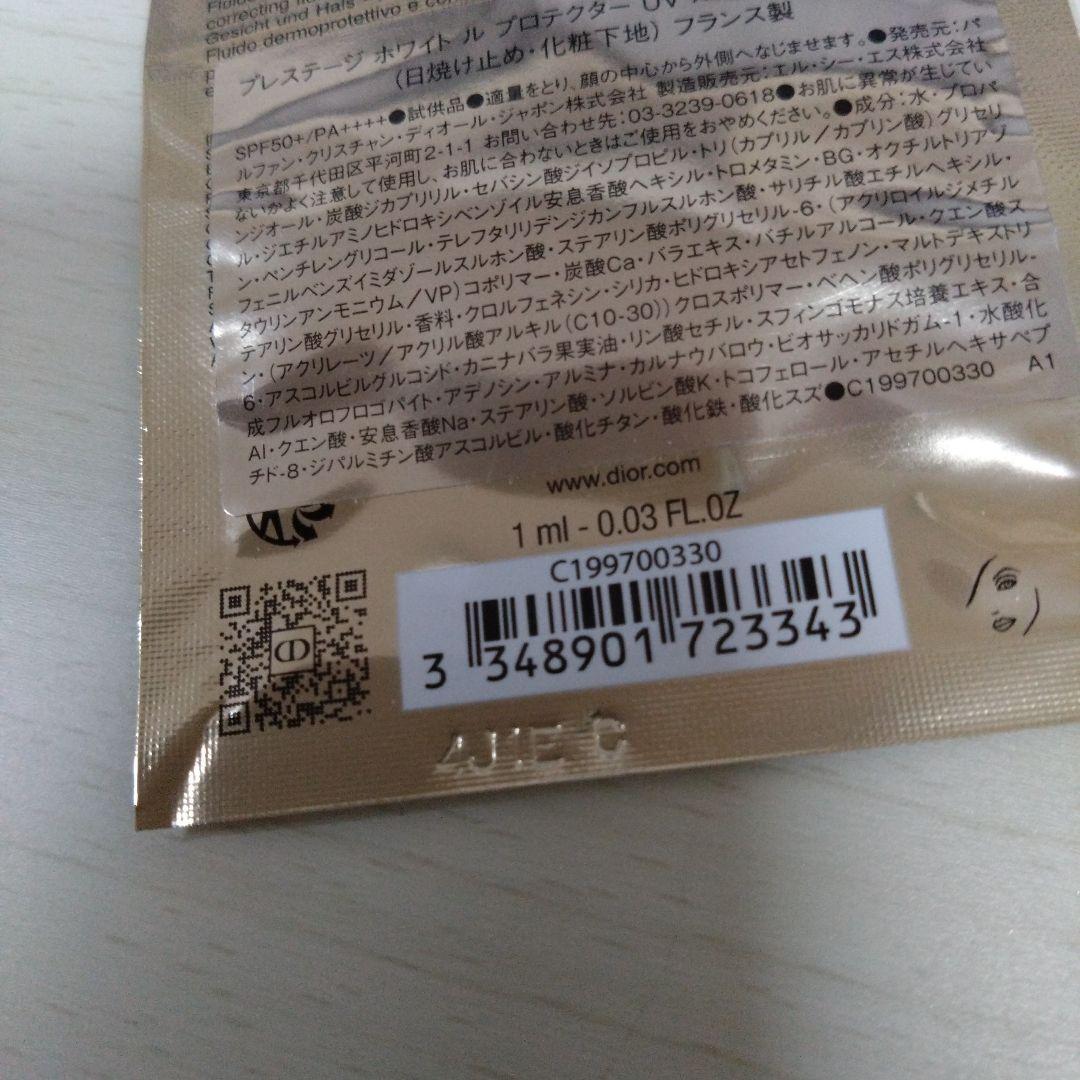 correcting
Gesicht und Hals
Fluido dermoprotettivo e
プレステージ ホワイト ル プロテクター UV
(日焼け止め・化粧下地) フランス製
SPF50+/PA++++●試供品●適量をとり、顔の中心から外側へなじませます。●発売元:パ
ルファン・クリスチャン・ディオール・ジャポン株式会社 製造販売元:エル・シー・エス株式会社
東京都千代田区平河町2-1-1 お問い合わせ先:03-3239-0618●お肌に異常が生じてい
ないかよく注意して使用し、お肌に合わないときはご使用をおやめください。●成分:水・プロパ
ンジオール・炭酸ジカプリリル・セバシン酸ジイソプロピル・トリ(カプリル/カプリン酸)グリセリ
ル・ジエチルアミノヒドロキシベンゾイル安息香酸ヘキシル・トロメタミン・BG・オクチルトリアゾ
ン・ペンチレングリコール・テレフタリリデンジカンフルスルホン酸・サリチル酸エチルヘキシル・
フェニルベンズイミダゾールスルホン酸・ステアリン酸ポリグリセリル-6・(アクリロイルジメチル
タウリンアンモニウム/VP)コポリマー・炭酸Ca・バラエキス・バチルアルコール・クエン酸ス
テアリン酸グリセリル・香料・クロルフェネシン・シリカ・ヒドロキシアセトフェノン・マルトデキストリ
ン・(アクリレーツ/アクリル酸アルキル(C10-30))クロスポリマー・ベヘン酸ポリグリセリル-
6・アスコルビルグルコシド・カニナバラ果実油・リン酸セチル・スフィンゴモナス培養エキス・合
成フルオロフロゴパイト・アデノシン・アルミナ・カルナウバロウ・ビオサッカリドガム-1・水酸化
Al・クエン酸・安息香酸Na・ステアリン酸・ソルビン酸K・トコフェロール・アセチルヘキサペプ
チド-8・ジパルミチン酸アスコルビル・酸化チタン・酸化鉄・酸化スズ●C199700330 A1
www.dior.com
1 ml - 0.03 FL.OZ
C199700330
3 348901 723343
CD
4J1E C